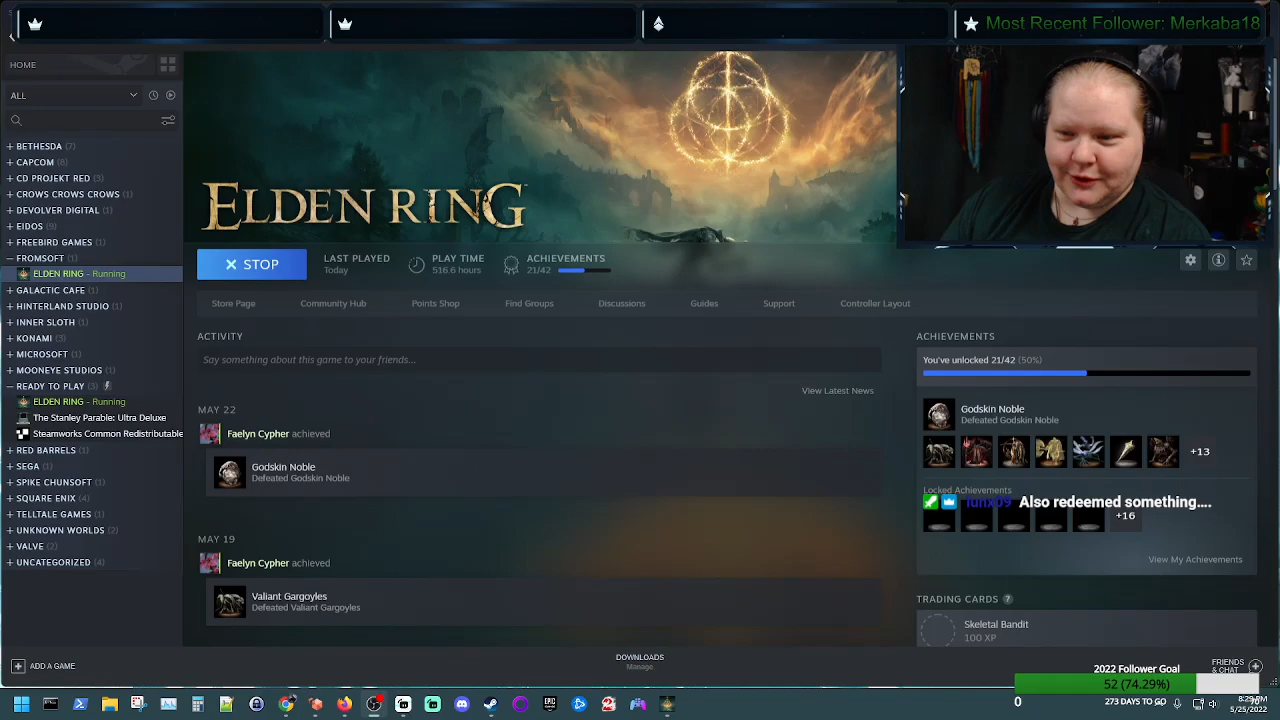 Most Recent Follower: Merkaba18
HOME
ALL
BETHESDA (7)
CAPCOM (8)
CD PROJEKT RED (3)
CROWS CROWS CROWS (1)
DEVOLVER DIGITAL (1)
EIDOS (9)
FREEBIRD GAMES (1)
FROMSOFT (1)
ELDEN RING - Running
GALACTIC CAFE (1)
HINTERLAND STUDIO (1)
INNER SLOTH (1)
KONAMI (3)
MICROSOFT (1)
MOONEYE STUDIOS (1)
READY TO PLAY (3)
ELDEN RING - Running
The Stanley Parable: Ultra Deluxe
Steamworks Common Redistributable
RED BARRELS (1)
SEGA (1)
SPIKE CHUNSOFT (1)
SQUARE ENIX (4)
TELLTALE GAMES (1)
UNKNOWN WORLDS (2)
VALVE (2)
UNCATEGORIZED (4)
ADD A GAME
ELDEN RING
STOP
LAST PLAYED
Today
PLAY TIME
516.6 hours
ACHIEVEMENTS
21/42
Store Page
Community Hub
Points Shop
Find Groups
Discussions
Guides
Support
Controller Layout
ACTIVITY
Say something about this game to your friends...
View Latest News
MAY 22
Faelyn Cypher achieved
Godskin Noble
Defeated Godskin Noble
MAY 19
Faelyn Cypher achieved
Valiant Gargoyles
Defeated Valiant Gargoyles
ACHIEVEMENTS
You've unlocked 21/42 (50%)
Godskin Noble
Defeated Godskin Noble
+13
Locked Achievements
Also redeemed something....
+16
View My Achievements
TRADING CARDS
Skeletal Bandit
100 XP
DOWNLOADS
Manage
FRIENDS
& CHAT
2022 Follower Goal
52 (74.29%)
0
273 DAYS TO GO
8:29 PM
5/25/2022